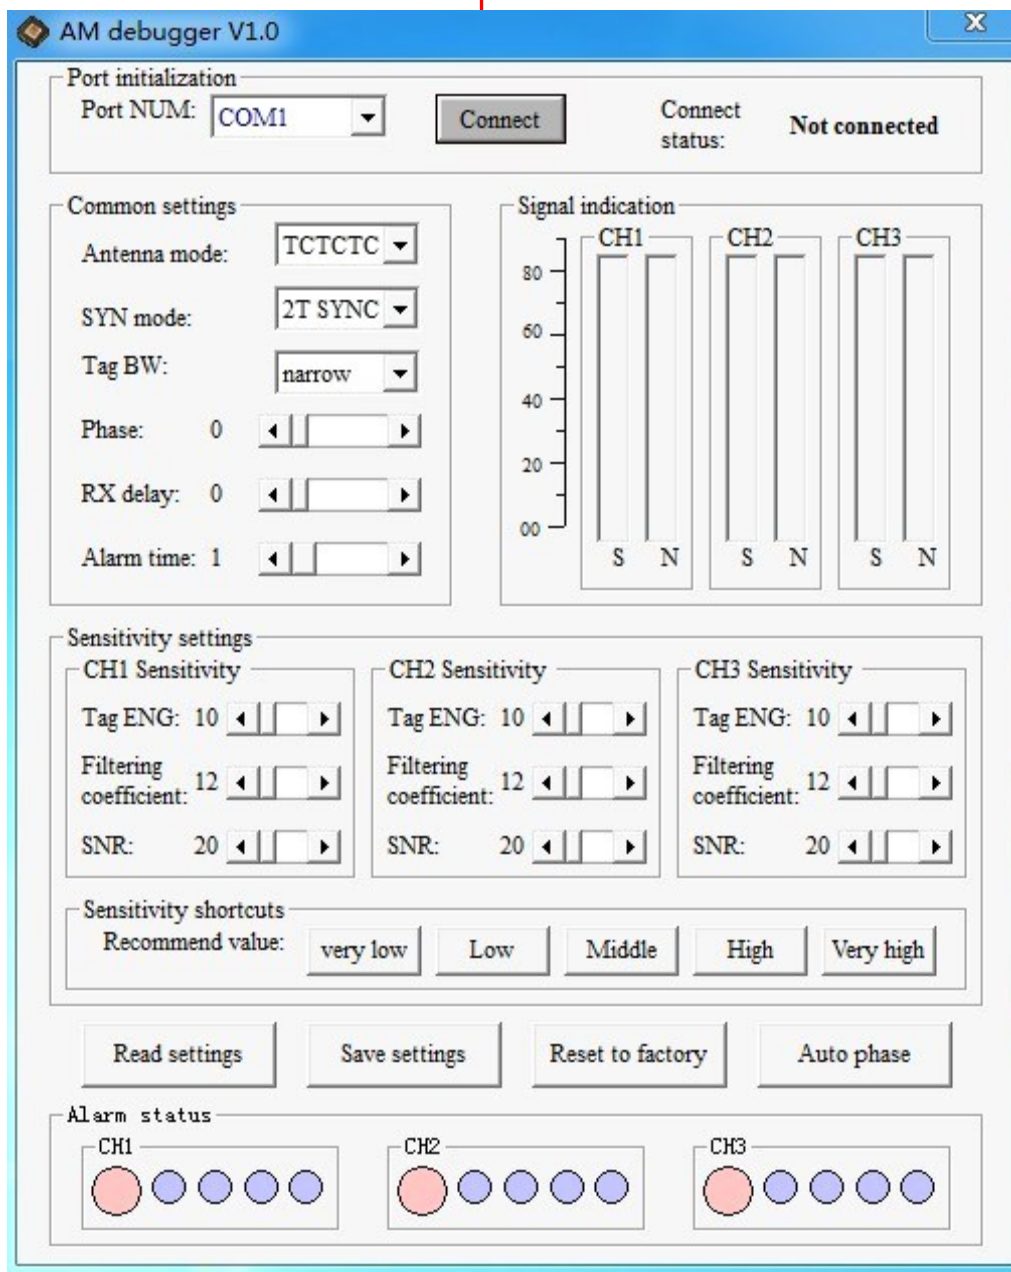 AM debugger V1.0
X
Port initialization
Port NUM: COM1 Connect Connect status: Not connected
Common settings
Antenna mode: TCTCTC
SYN mode: 2T SYNC
Tag BW: narrow
Phase: 0
RX delay: 0
Alarm time: 1
Signal indication
CH1 CH2 CH3
80
60
40
20
00
S N S N S N
Sensitivity settings
CH1 Sensitivity
Tag ENG: 10
Filtering
coefficient: 12
SNR: 20
CH2 Sensitivity
Tag ENG: 10
Filtering
coefficient: 12
SNR: 20
CH3 Sensitivity
Tag ENG: 10
Filtering
coefficient: 12
SNR: 20
Sensitivity shortcuts
Recommend value: very low Low Middle High Very high
Read settings Save settings Reset to factory Auto phase
Alarm status
CH1 CH2 CH3